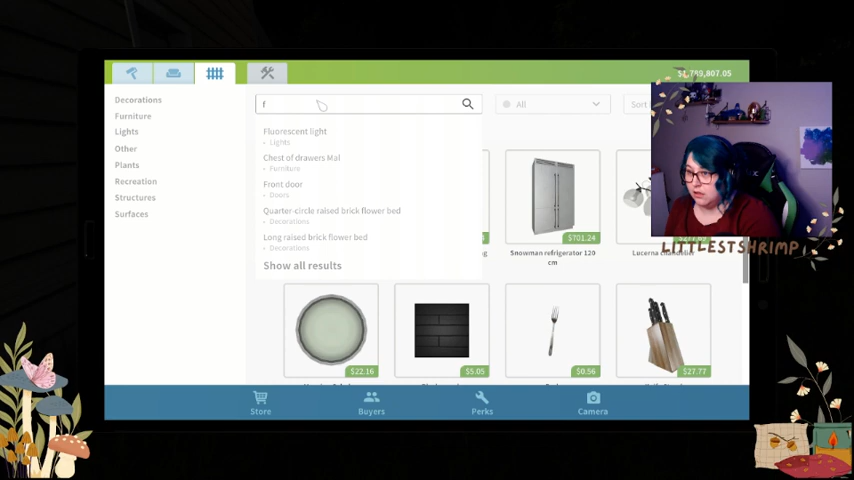 $1,789,807.05
Decorations
Furniture
Lights
Other
Plants
Recreation
Structures
Surfaces
f
All
Sort
Fluorescent light
Lights
Chest of drawers Mal
Furniture
Front door
Doors
Quarter-circle raised brick flower bed
Decorations
Long raised brick flower bed
Decorations
Show all results
$701.24
Snowman refrigerator 120
cm
Lucerna chandelier
LITTLESTSHRIMP
$22.16
$5.05
$0.56
$27.77
Store
Buyers
Perks
Camera